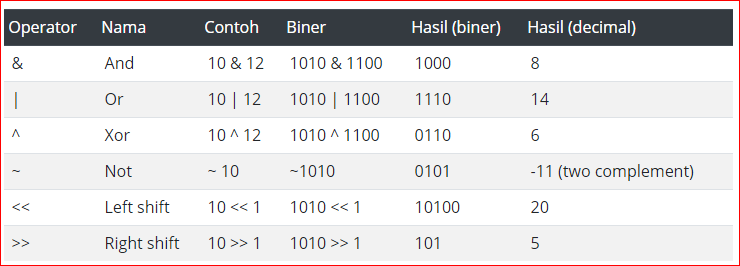 Operator Nama Contoh Biner Hasil (biner) Hasil (decimal)
& And 10 & 12 1010 & 1100 1000 8
| Or 10 | 12 1010 | 1100 1110 14
^ Xor 10 ^ 12 1010 ^ 1100 0110 6
~ Not ~ 10 ~1010 0101 -11 (two complement)
<< Left shift 10 << 1 1010 << 1 10100 20
>> Right shift 10 >> 1 1010 >> 1 101 5